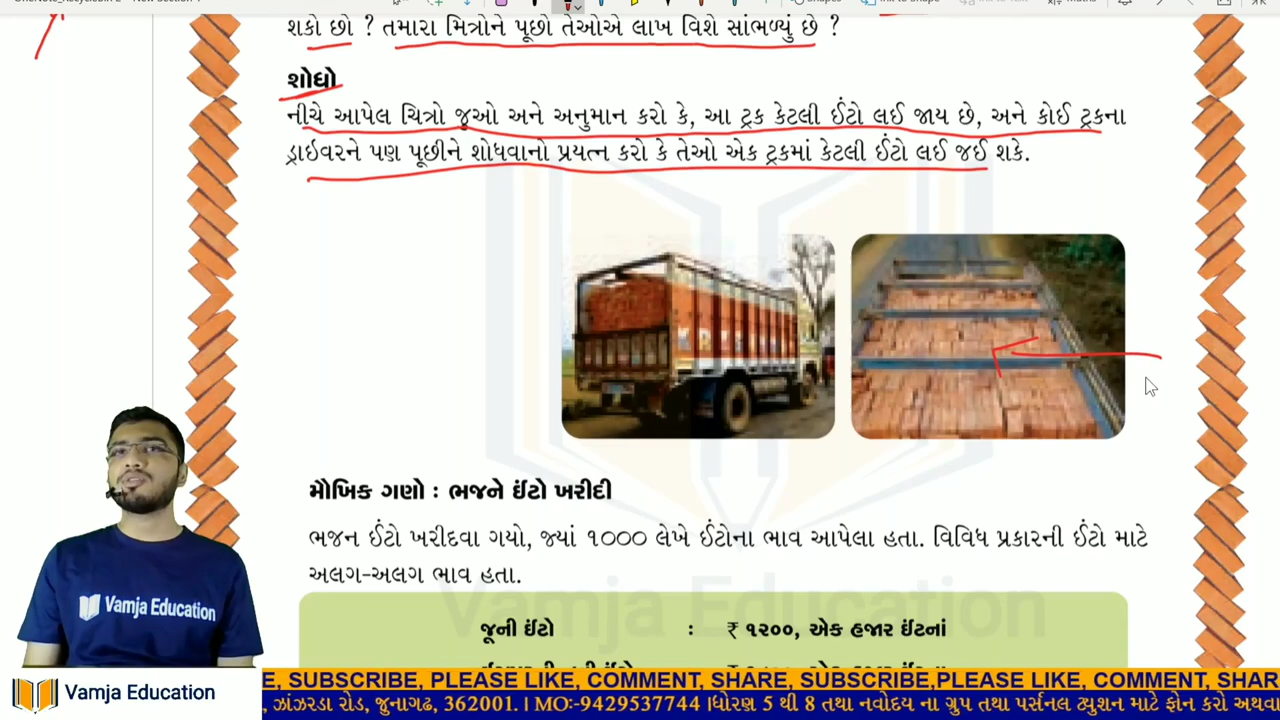 શકો છો ? તમારા મિત્રોને પૂછો તેઓએ લાખ વિશે સાંભળ્યું છે ?
શોધો
નીચે આપેલ ચિત્રો જુઓ અને અનુમાન કરો કે, આ ટ્રક કેટલી ઈંટો લઈ જાય છે, અને કોઈ ટ્રકના
ડ્રાઇવરને પણ પૂછીને શોધવાનો પ્રયત્ન કરો કે તેઓ એક ટ્રકમાં કેટલી ઈંટો લઈ જઈ શકે.
મૌખિક ગણો : ભજને ઈંટો ખરીદી
ભજન ઈંટો ખરીદવા ગયો, જ્યાં ૧૦૦૦ લેખે ઈંટોના ભાવ આપેલા હતા. વિવિધ પ્રકારની ઈંટો માટે
અલગ-અલગ ભાવ હતા.
Vamja Education
જૂની ઈંટો : ₹ ૧૨૦૦, એક હજાર ઈંટનાં
Vamja Education
Vamja Education
E, SUBSCRIBE, PLEASE LIKE, COMMENT, SHARE, SUBSCRIBE,PLEASE LIKE, COMMENT, SHAR
, ઝાંઝરડા રોડ, જુનાગઢ, 362001. | MO:-9429537744 |ધોરણ 5 થી 8 તથા નવોદય ના ગ્રુપ તથા પર્સનલ ટ્યુશન માટે ફોન કરો અથવા